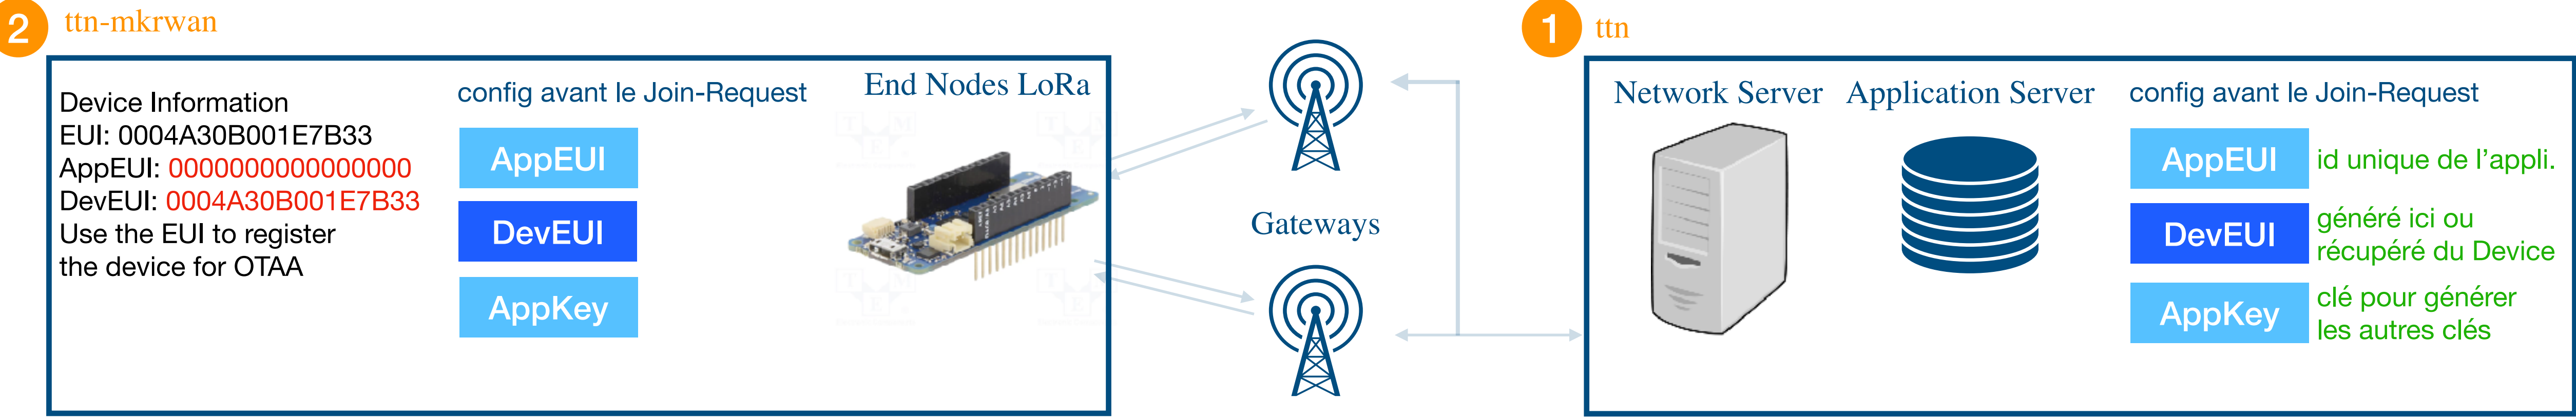 2
ttn-mkrwan
Device Information
EUI: 0004A30B001E7B33
AppEUI: 0000000000000000
DevEUI: 0004A30B001E7B33
Use the EUI to register
the device for OTAA
config avant le Join-Request
AppEUI
DevEUI
AppKey
End Nodes LoRa
Gateways
1
ttn
Network Server
Application Server
config avant le Join-Request
AppEUI
id unique de l’appli.
DevEUI
généré ici ou
récupéré du Device
AppKey
clé pour générer
les autres clés